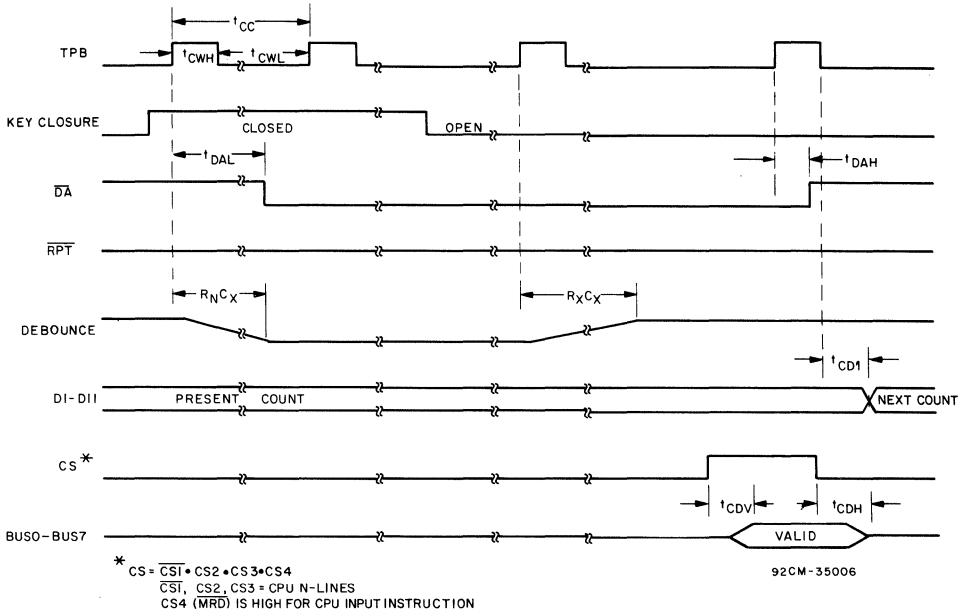 tCC
TPB
tCWH
tCWL
KEY CLOSURE
CLOSED
OPEN
tDAL
tDAH
DA
RPT
RNCX
RXCX
DEBOUNCE
tCD1
DI-DII
PRESENT COUNT
NEXT COUNT
CS*
tCDV
tCDH
BUS0-BUS7
VALID
* CS = CSI • CS2 • CS3 • CS4
92CM-35006
CSI, CS2, CS3 = CPU N-LINES
CS4 (MRD) IS HIGH FOR CPU INPUT INSTRUCTION